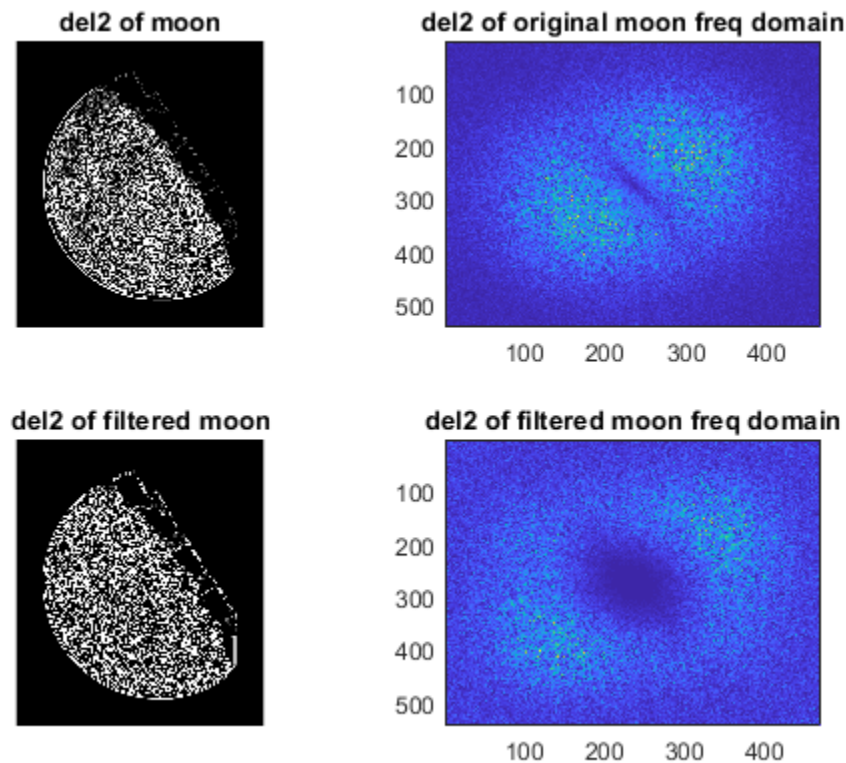 del2 of moon
del2 of original moon freq domain
100
200
300
400
500
100 200 300 400
del2 of filtered moon
del2 of filtered moon freq domain
100
200
300
400
500
100 200 300 400